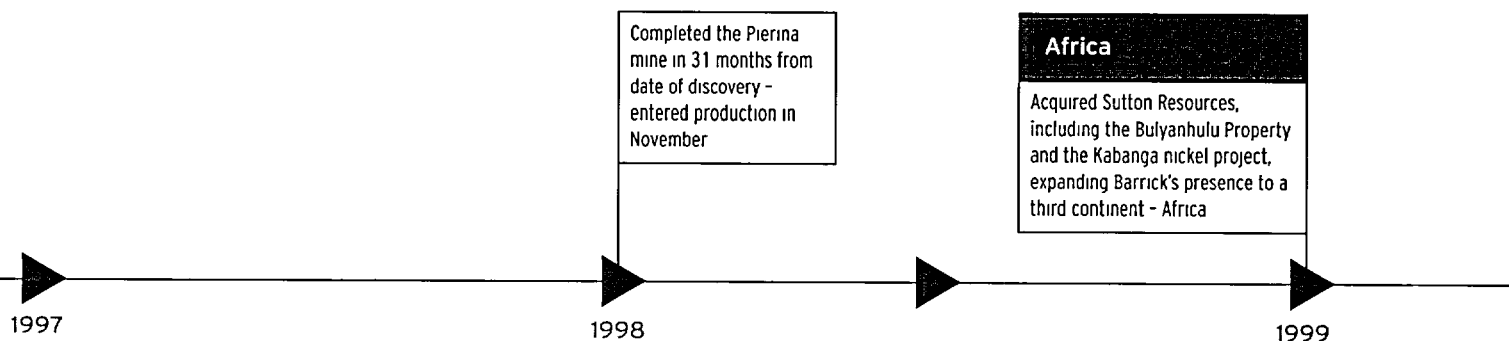 Completed the Pierina
mine in 31 months from
date of discovery -
entered production in
November
Africa
Acquired Sutton Resources,
including the Bulyanhulu Property
and the Kabanga nickel project,
expanding Barrick's presence to a
third continent - Africa
1997
1998
1999